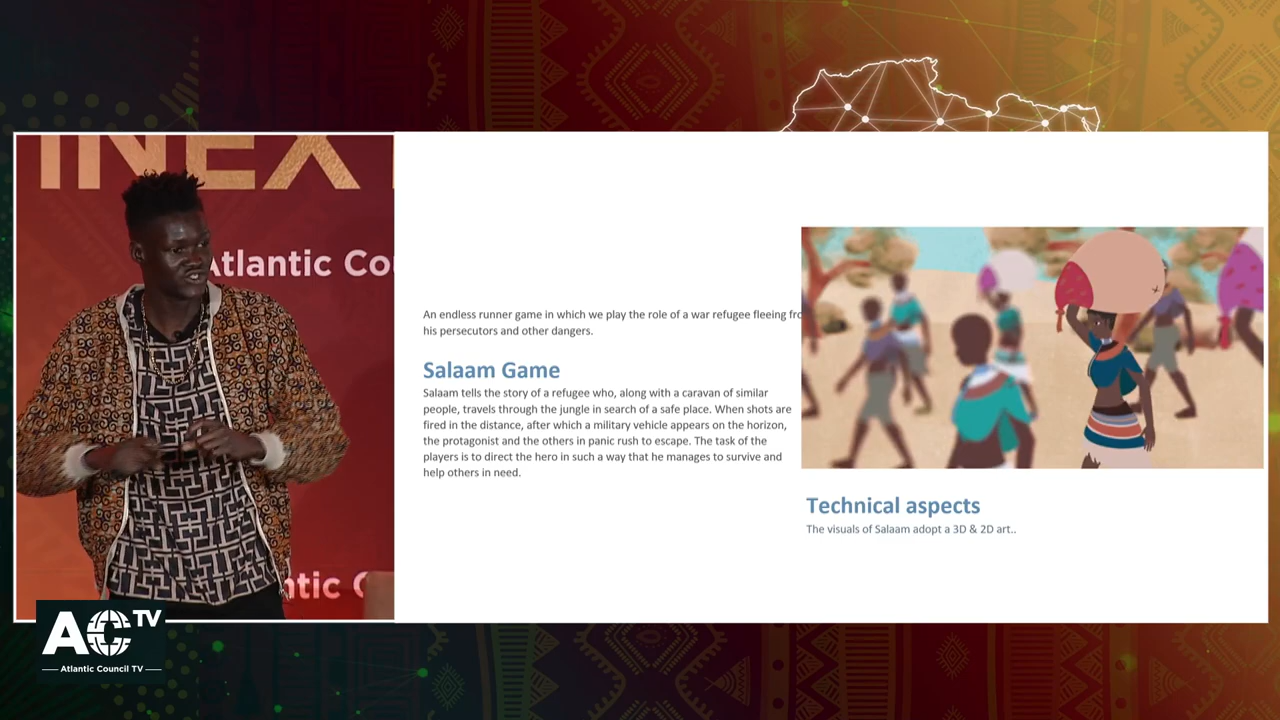 INEX
Atlantic Cou
ntic C
An endless runner game in which we play the role of a war refugee fleeing fro
his persecutors and other dangers.
Salaam Game
Salaam tells the story of a refugee who, along with a caravan of similar
people, travels through the jungle in search of a safe place. When shots are
fired in the distance, after which a military vehicle appears on the horizon,
the protagonist and the others in panic rush to escape. The task of the
players is to direct the hero in such a way that he manages to survive and
help others in need.
Technical aspects
The visuals of Salaam adopt a 3D & 2D art..
AC TV
Atlantic Council TV